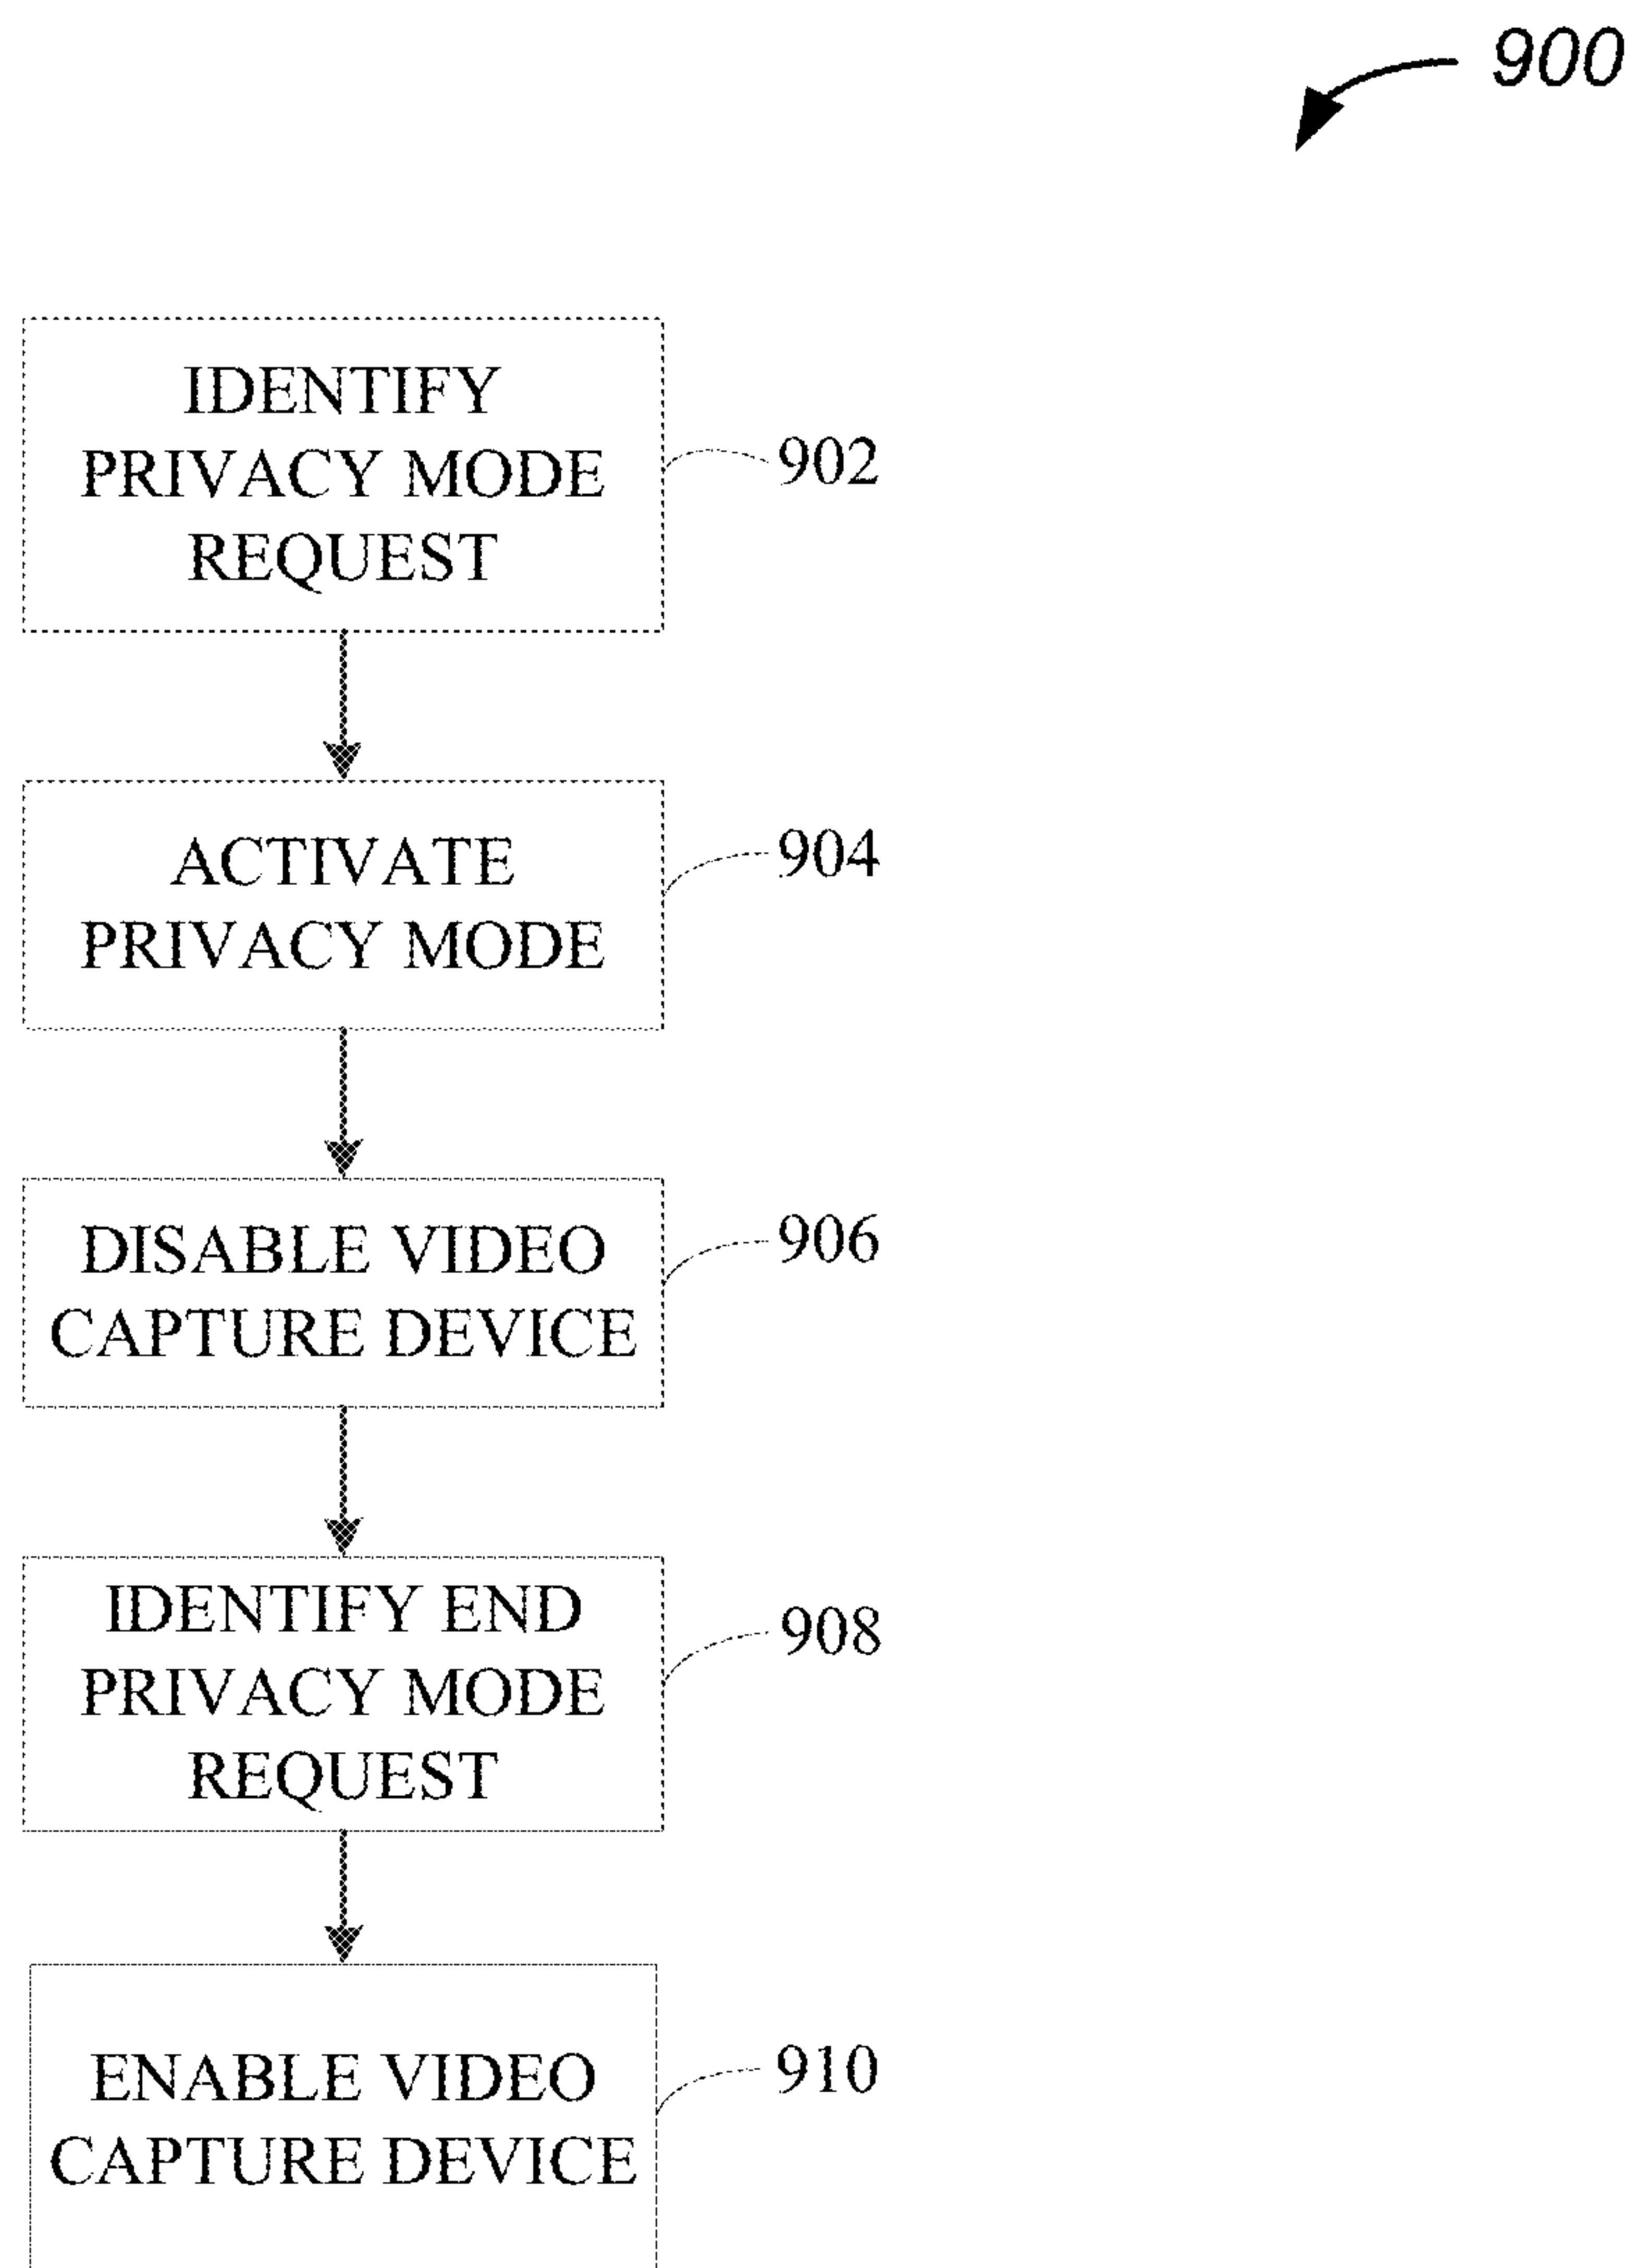 900
IDENTIFY
PRIVACY MODE
REQUEST
902
ACTIVATE
PRIVACY MODE
904
DISABLE VIDEO
CAPTURE DEVICE
906
IDENTIFY END
PRIVACY MODE
REQUEST
908
ENABLE VIDEO
CAPTURE DEVICE
910